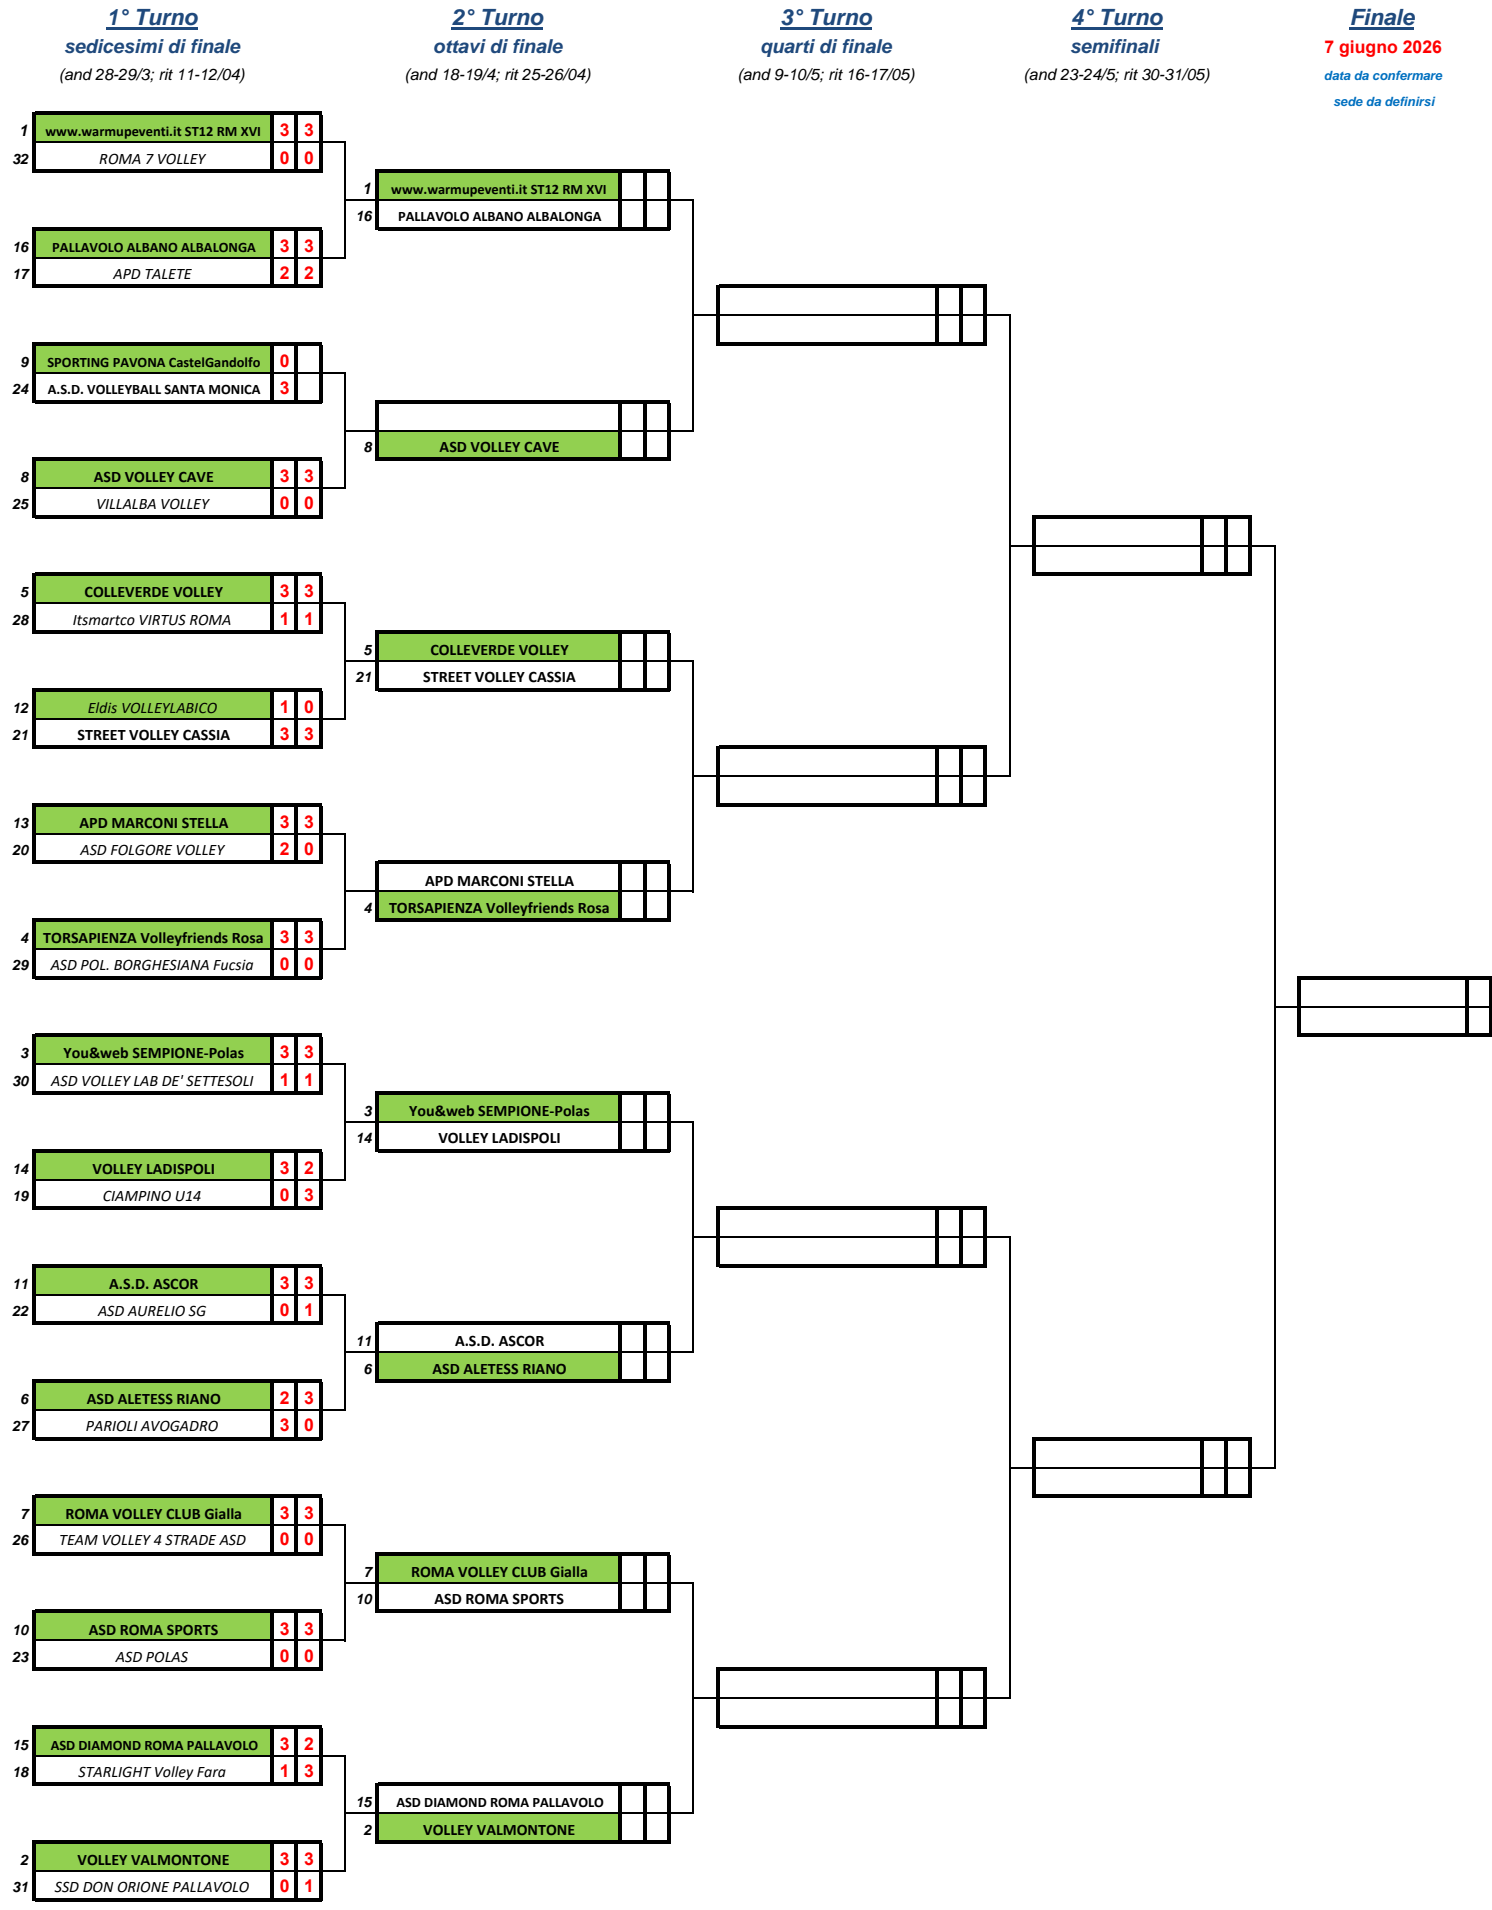 1° Turno
sedicesimi di finale
(and 28-29/3; rit 11-12/04)
2° Turno
ottavi di finale
(and 18-19/4; rit 25-26/04)
3° Turno
quarti di finale
(and 9-10/5; rit 16-17/05)
4° Turno
semifinali
(and 23-24/5; rit 30-31/05)
Finale
7 giugno 2026
data da confermare
sede da definirsi
1 www.warmupeventi.it ST12 RM XVI 3 3
32 ROMA 7 VOLLEY 0 0
16 PALLAVOLO ALBANO ALBALONGA 3 3
17 APD TALETE 2 2
9 SPORTING PAVONA CastelGandolfo 0
24 A.S.D. VOLLEYBALL SANTA MONICA 3
8 ASD VOLLEY CAVE 3 3
25 VILLALBA VOLLEY 0 0
5 COLLEVERDE VOLLEY 3 3
28 Itsmartco VIRTUS ROMA 1 1
12 Eldis VOLLEYLABICO 1 0
21 STREET VOLLEY CASSIA 3 3
13 APD MARCONI STELLA 3 3
20 ASD FOLGORE VOLLEY 2 0
4 TORSAPIENZA Volleyfriends Rosa 3 3
29 ASD POL. BORGHESIANA Fucsia 0 0
3 You&web SEMPIONE-Polas 3 3
30 ASD VOLLEY LAB DE' SETTESOLI 1 1
14 VOLLEY LADISPOLI 3 2
19 CIAMPINO U14 0 3
11 A.S.D. ASCOR 3 3
22 ASD AURELIO SG 0 1
6 ASD ALETESS RIANO 2 3
27 PARIOLI AVOGADRO 3 0
7 ROMA VOLLEY CLUB Gialla 3 3
26 TEAM VOLLEY 4 STRADE ASD 0 0
10 ASD ROMA SPORTS 3 3
23 ASD POLAS 0 0
15 ASD DIAMOND ROMA PALLAVOLO 3 2
18 STARLIGHT Volley Fara 1 3
2 VOLLEY VALMONTONE 3 3
31 SSD DON ORIONE PALLAVOLO 0 1
1 www.warmupeventi.it ST12 RM XVI
16 PALLAVOLO ALBANO ALBALONGA
8 ASD VOLLEY CAVE
5 COLLEVERDE VOLLEY
21 STREET VOLLEY CASSIA
APD MARCONI STELLA
4 TORSAPIENZA Volleyfriends Rosa
3 You&web SEMPIONE-Polas
14 VOLLEY LADISPOLI
11 A.S.D. ASCOR
6 ASD ALETESS RIANO
7 ROMA VOLLEY CLUB Gialla
10 ASD ROMA SPORTS
15 ASD DIAMOND ROMA PALLAVOLO
2 VOLLEY VALMONTONE